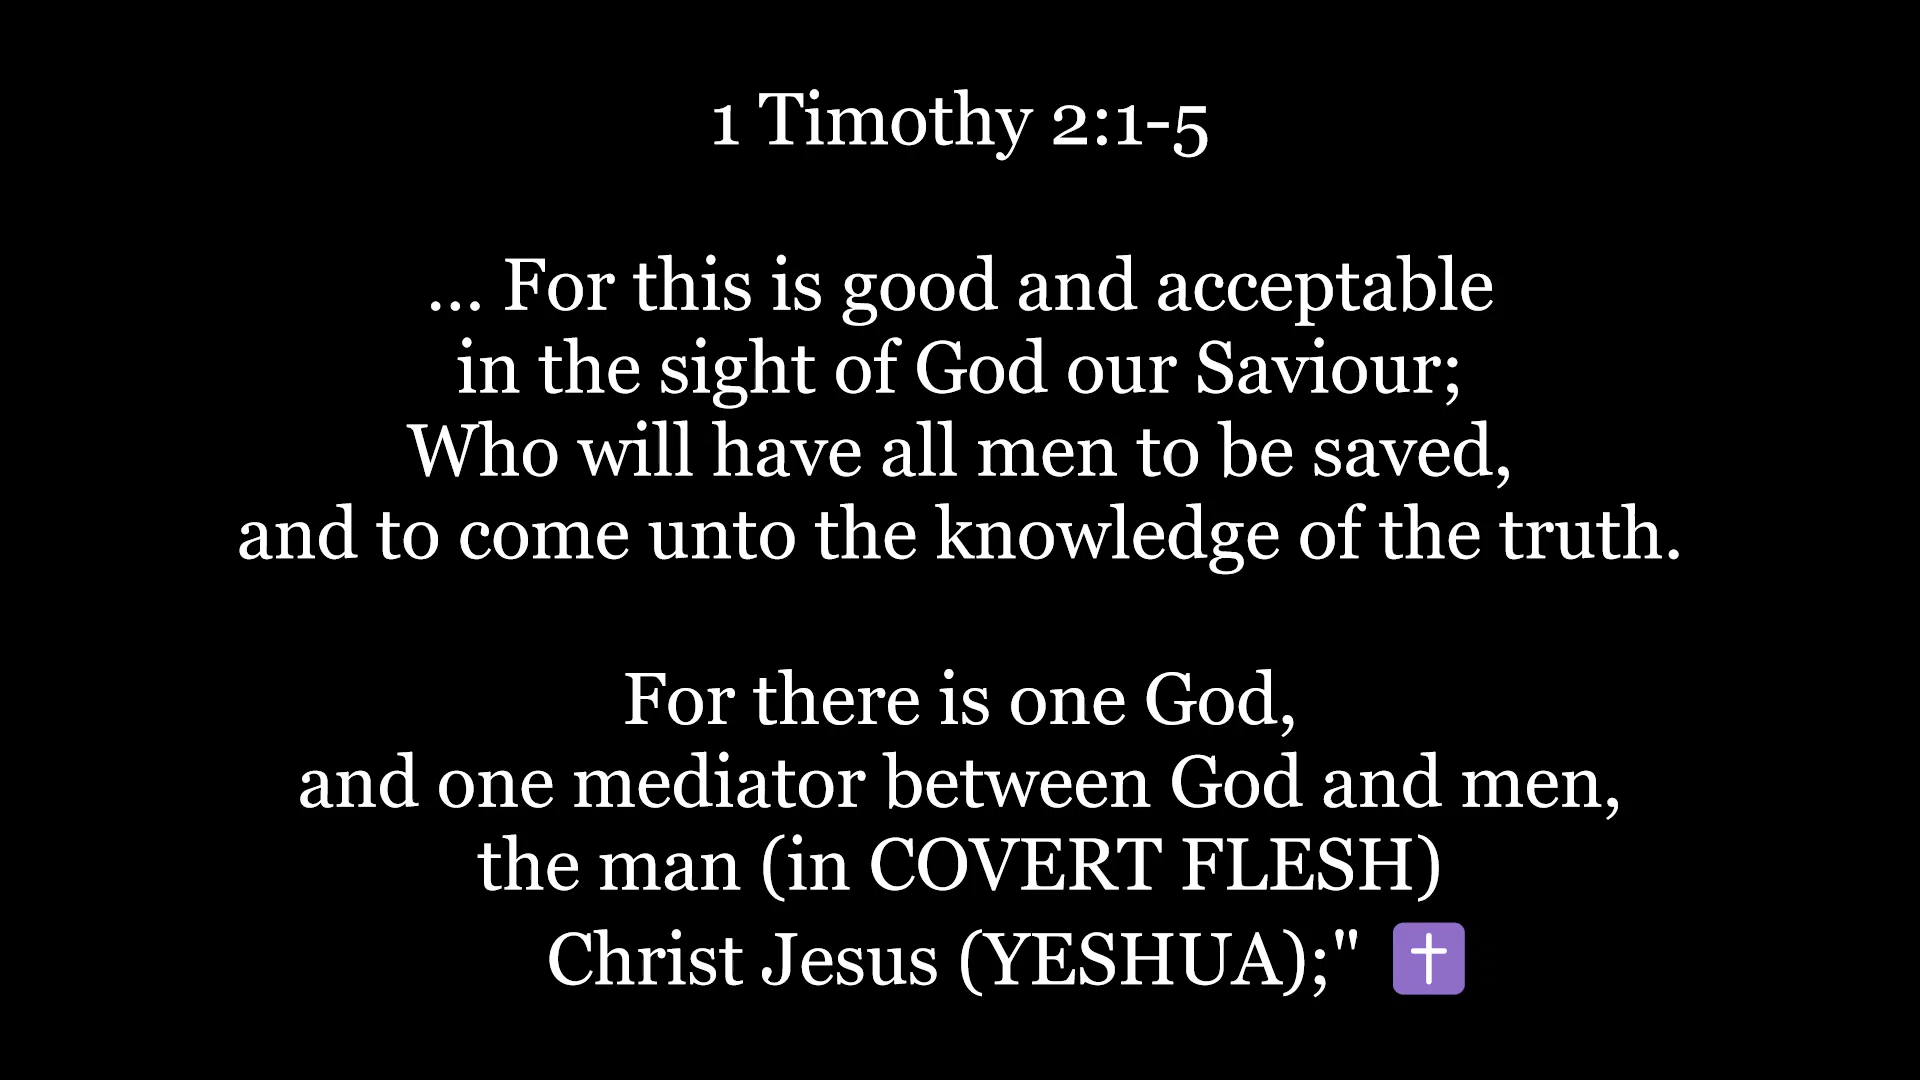 1 Timothy 2:1-5
... For this is good and acceptable
in the sight of God our Saviour;
Who will have all men to be saved,
and to come unto the knowledge of the truth.
For there is one God,
and one mediator between God and men,
the man (in COVERT FLESH)
Christ Jesus (YESHUA);" ✝️